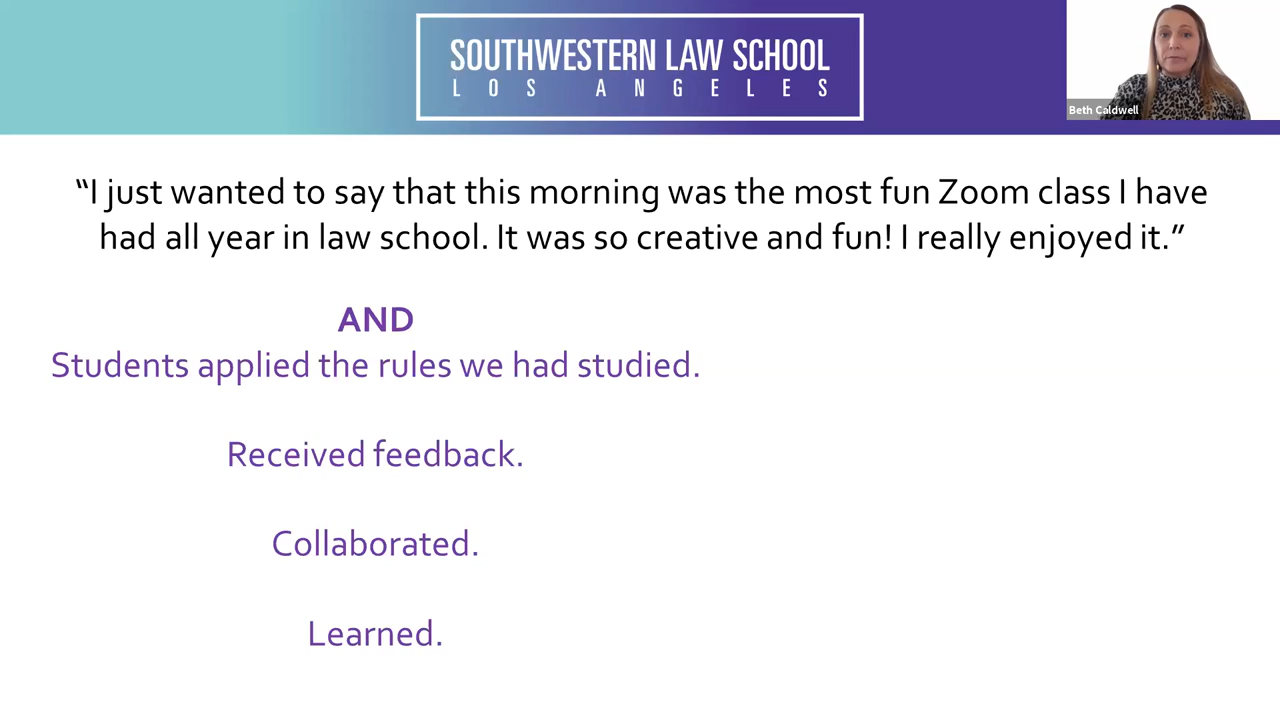 SOUTHWESTERN LAW SCHOOL
LOS ANGELES
Beth Caldwell
“I just wanted to say that this morning was the most fun Zoom class I have
had all year in law school. It was so creative and fun! I really enjoyed it.”
AND
Students applied the rules we had studied.
Received feedback.
Collaborated.
Learned.